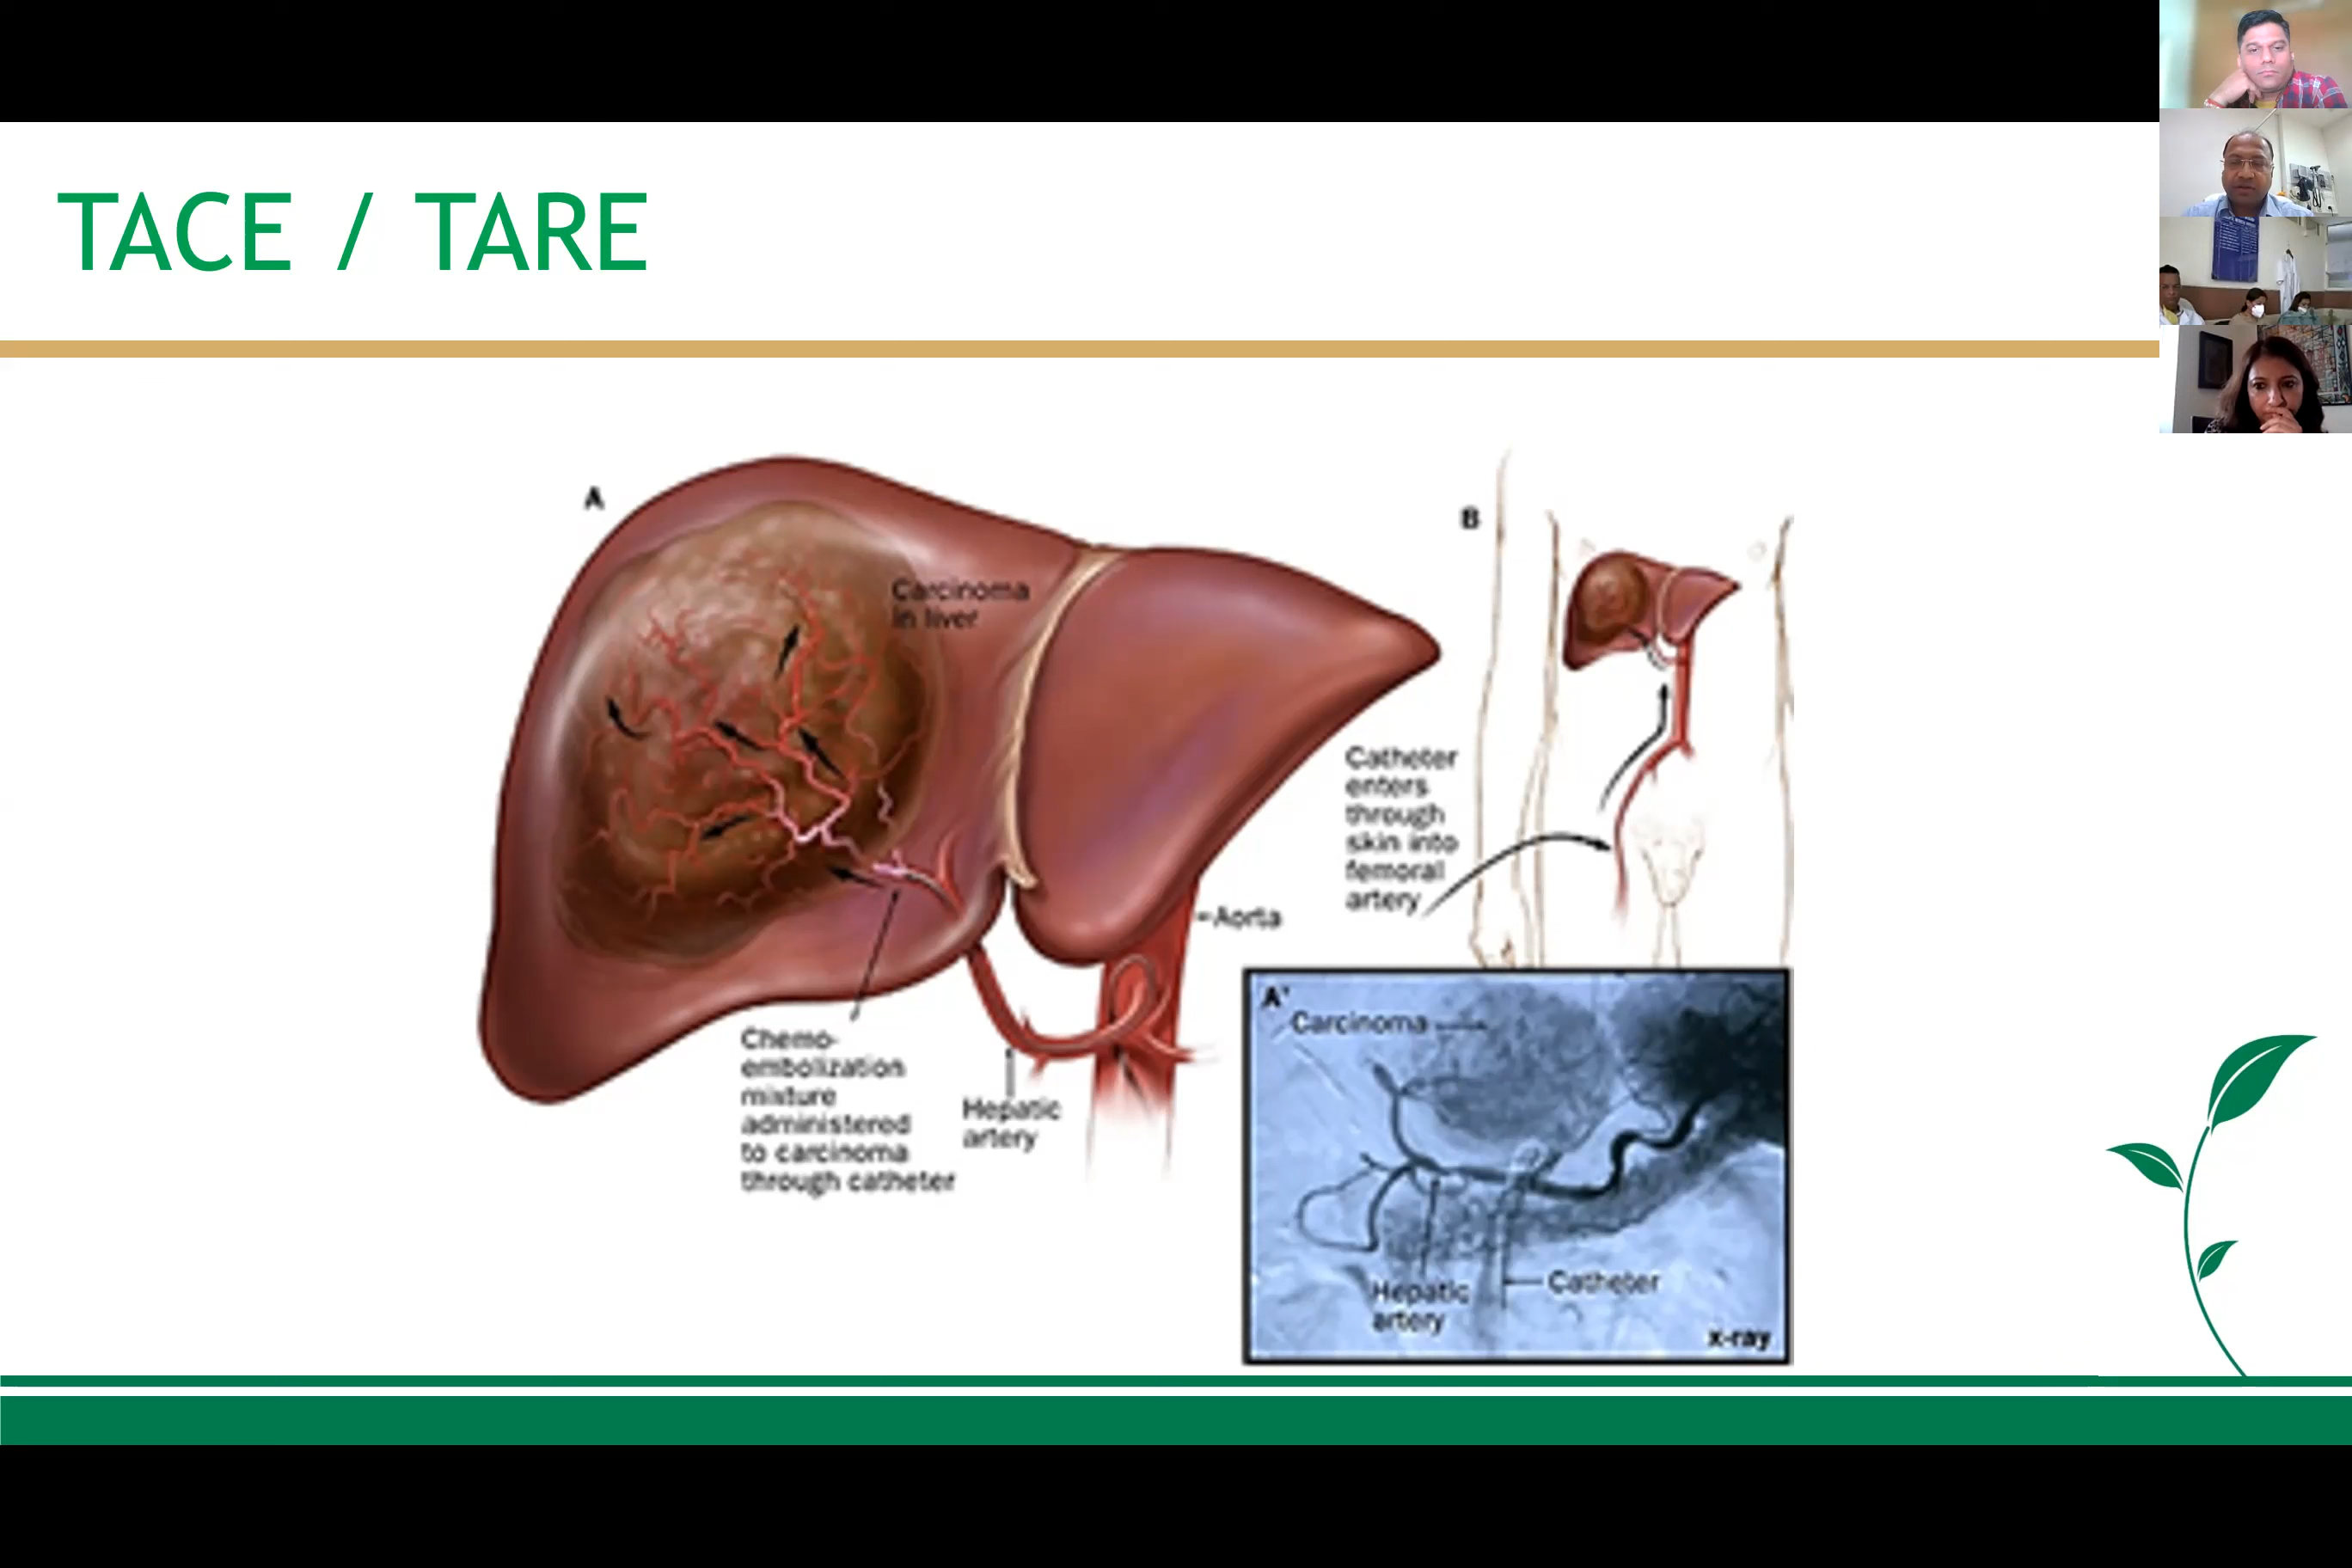 TACE / TARE
A
Carcinoma
in liver
B
Catheter
enters
through
skin into
femoral
artery
Aorta
Chemo-
embolization
mixture
administered
to carcinoma
through catheter
Hepatic
artery
A'
Carcinoma
Hepatic
artery
Catheter
x-ray